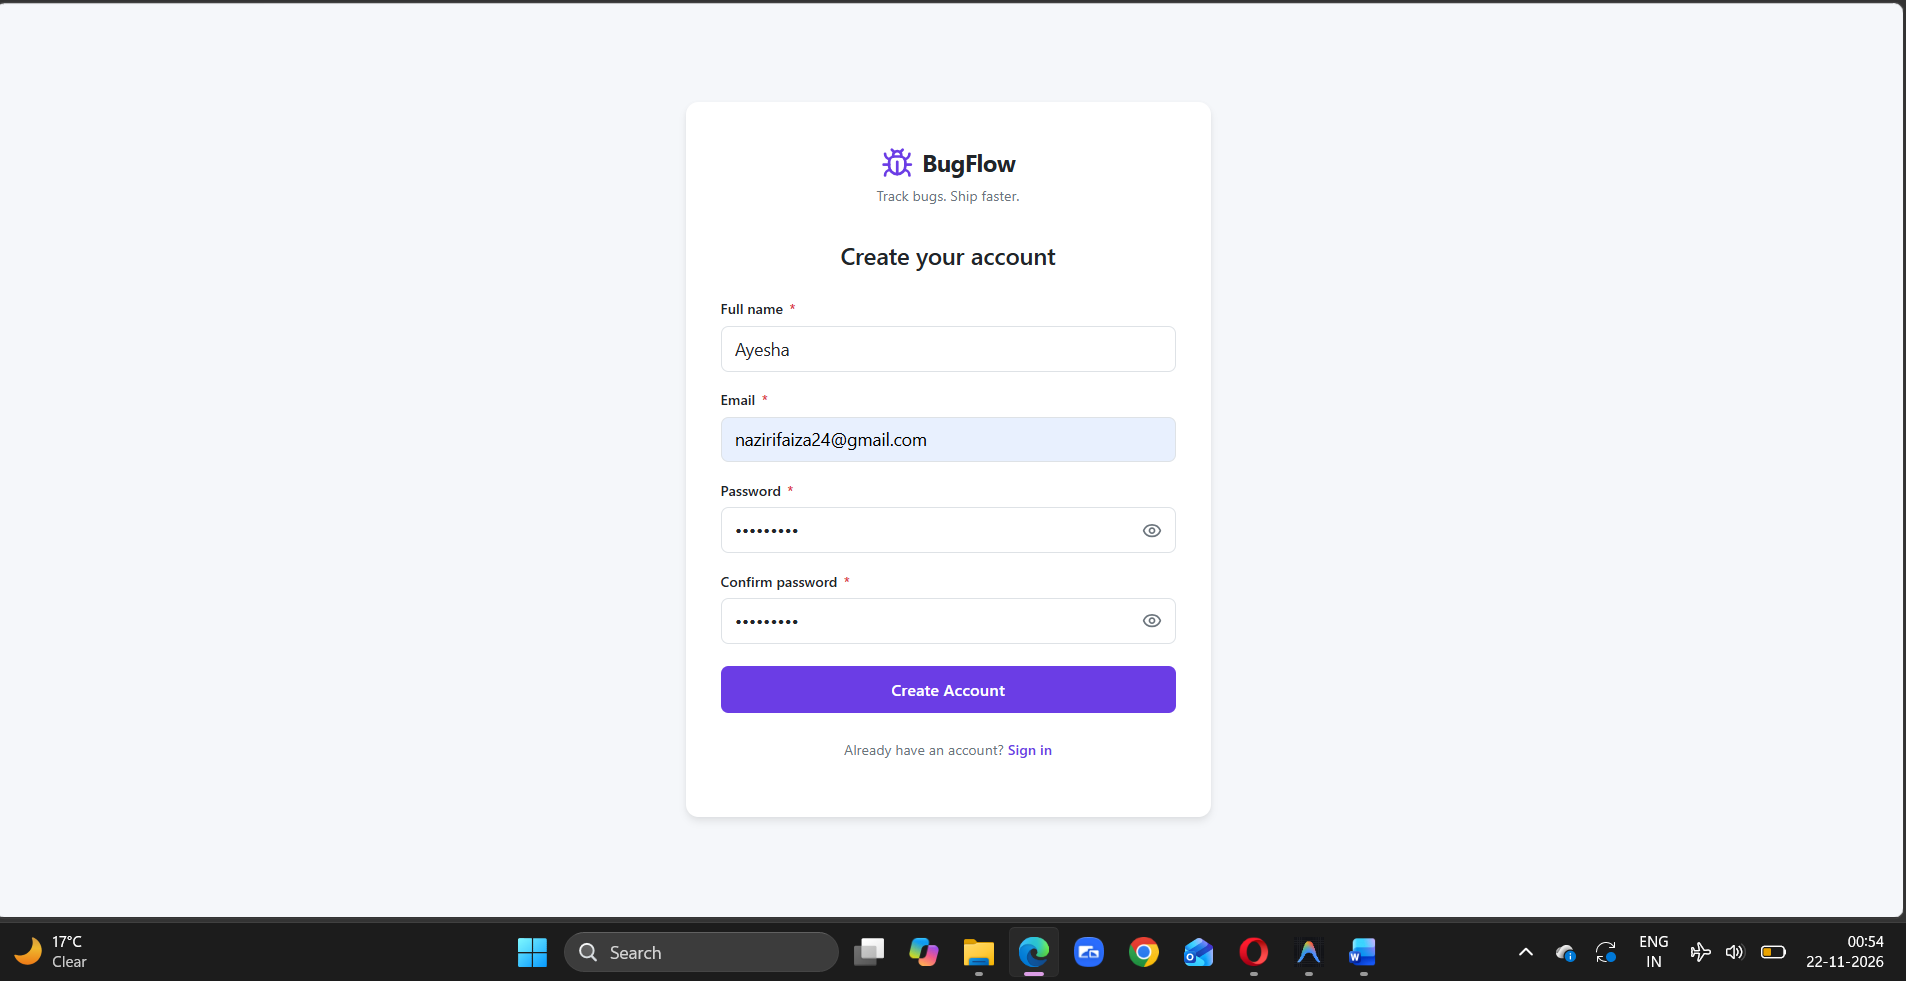 BugFlow
Track bugs. Ship faster.
Create your account
Full name *
Ayesha
Email *
nazirifaiza24@gmail.com
Password *
•••••••••
Confirm password *
•••••••••
Create Account
Already have an account? Sign in
17°C
Clear
Search
ENG
IN
00:54
22-11-2026